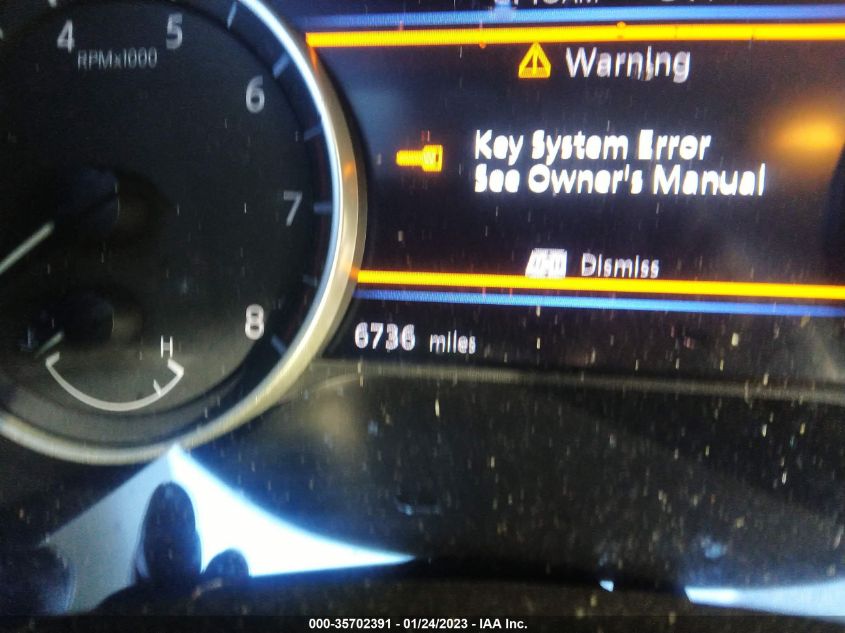 4
5
RPMx1000
6
7
8
H
Warning
Key System Error
See Owner's Manual
Dismiss
6736 miles
000-35702391 - 01/24/2023 - IAA Inc.